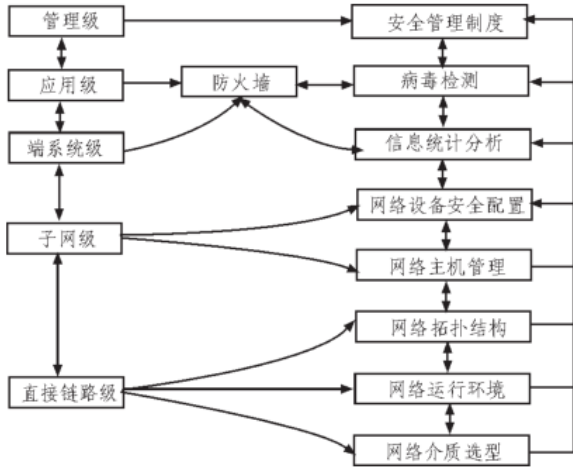 管理级
安全管理制度
应用级
防火墙
病毒检测
端系统级
信息统计分析
网络设备安全配置
子网级
网络主机管理
网络拓扑结构
直接链路级
网络运行环境
网络介质选型